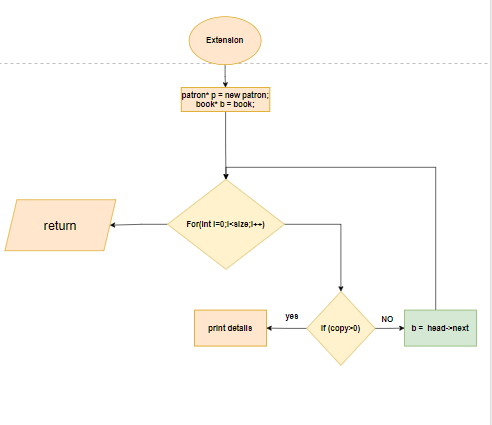 Extension
patron* p = new patron;
book* b = book;
For(int i=0;i<size;i++)
return
If (copy>0)
yes
NO
print details
b = head->next